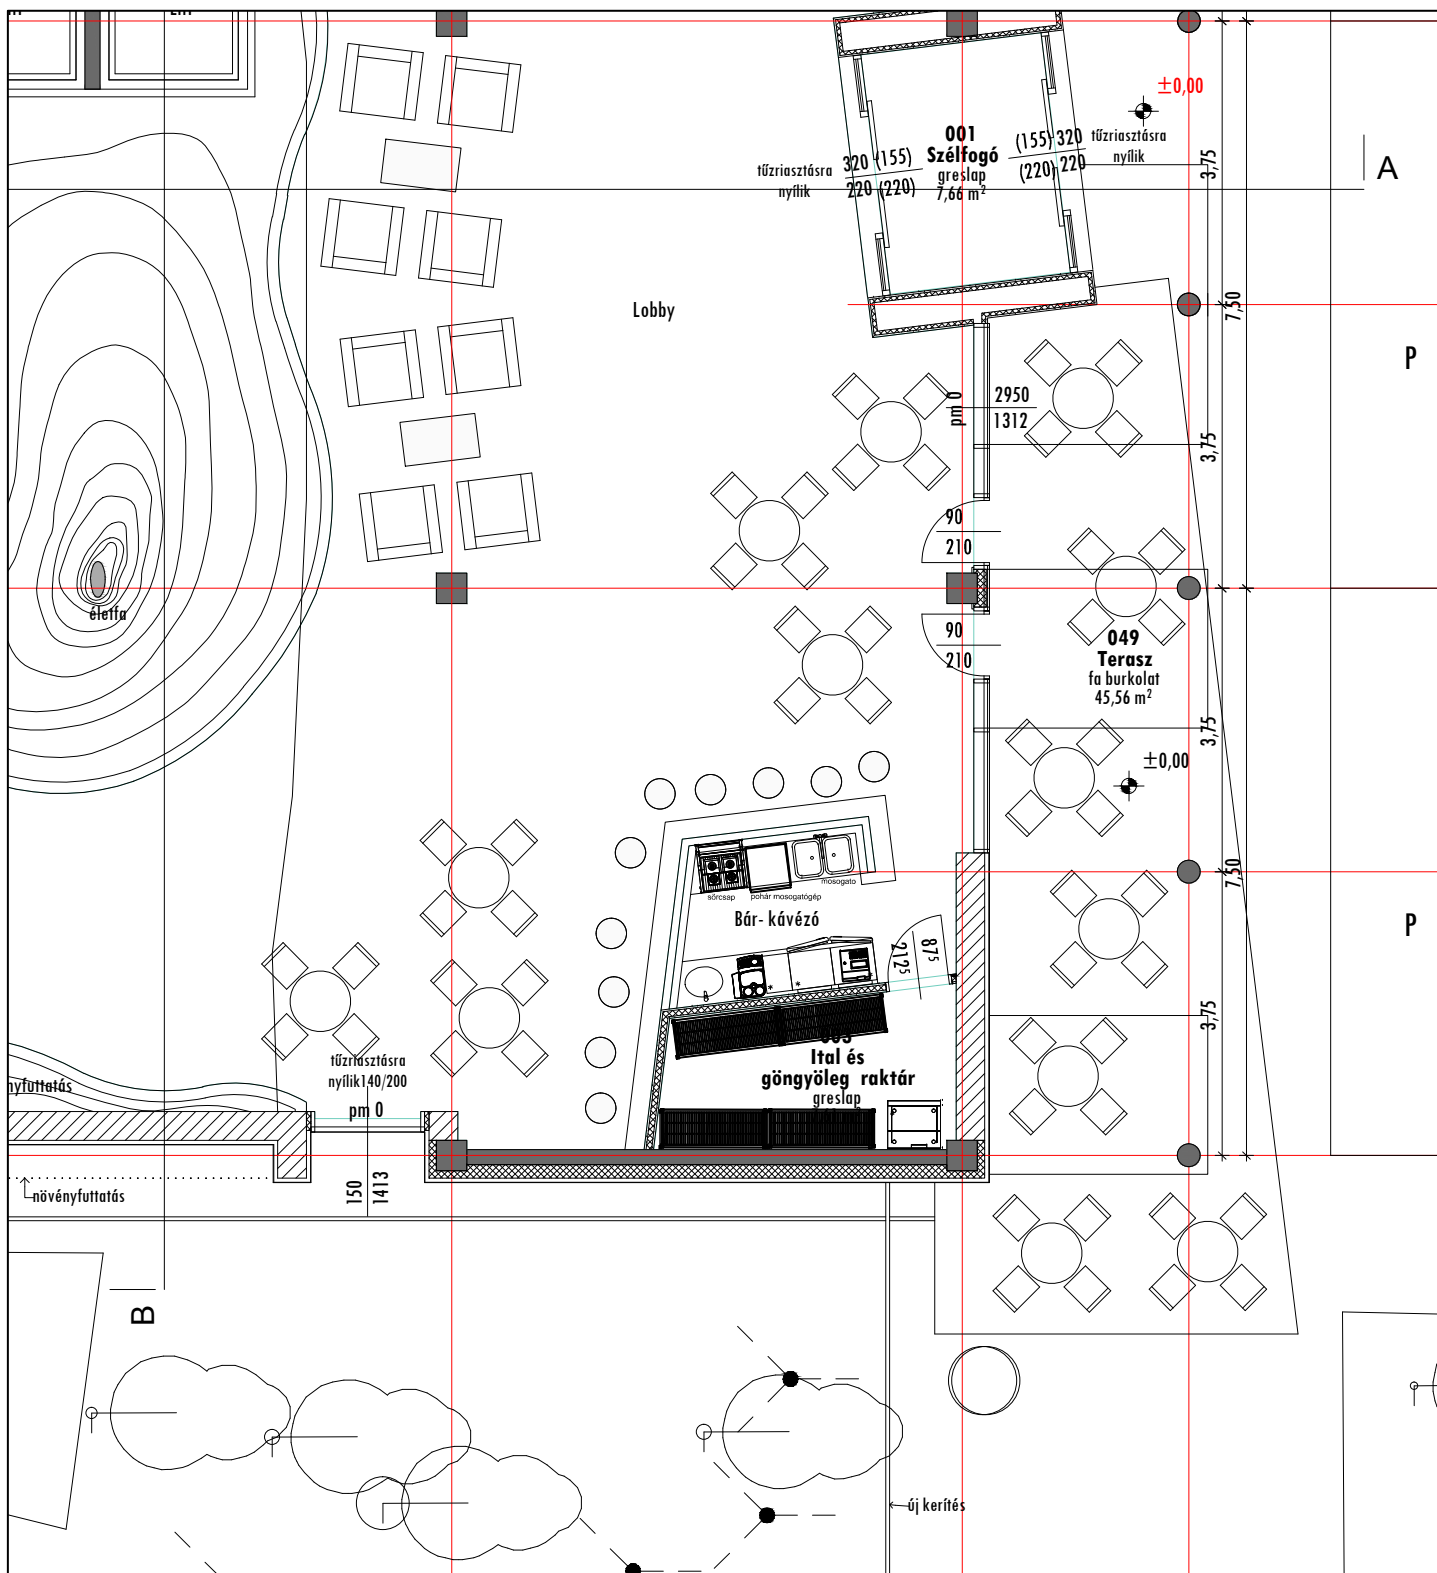 ±0,00
001
Szélfogó
greslap
7,66 m²
tűzriasztásra
nyílik
320 (155)
220 (220)
(155) 320
(220) 220
tűzriasztásra
nyílik
3,75
A
Lobby
7,50
P
pm 0
2950
1312
3,75
90
210
életfa
90
210
049
Terasz
fa burkolat
45,56 m²
3,75
±0,00
7,50
P
sörcsap
pohár mosogatógép
mosogato
Bár- kávézó
87⁵
212⁵
*
*
3,75
Ital és
göngyöleg raktár
greslap
tűzriasztásra
nyílik140/200
pm 0
nyfuttatás
150
1413
növényfuttatás
B
új kerítés